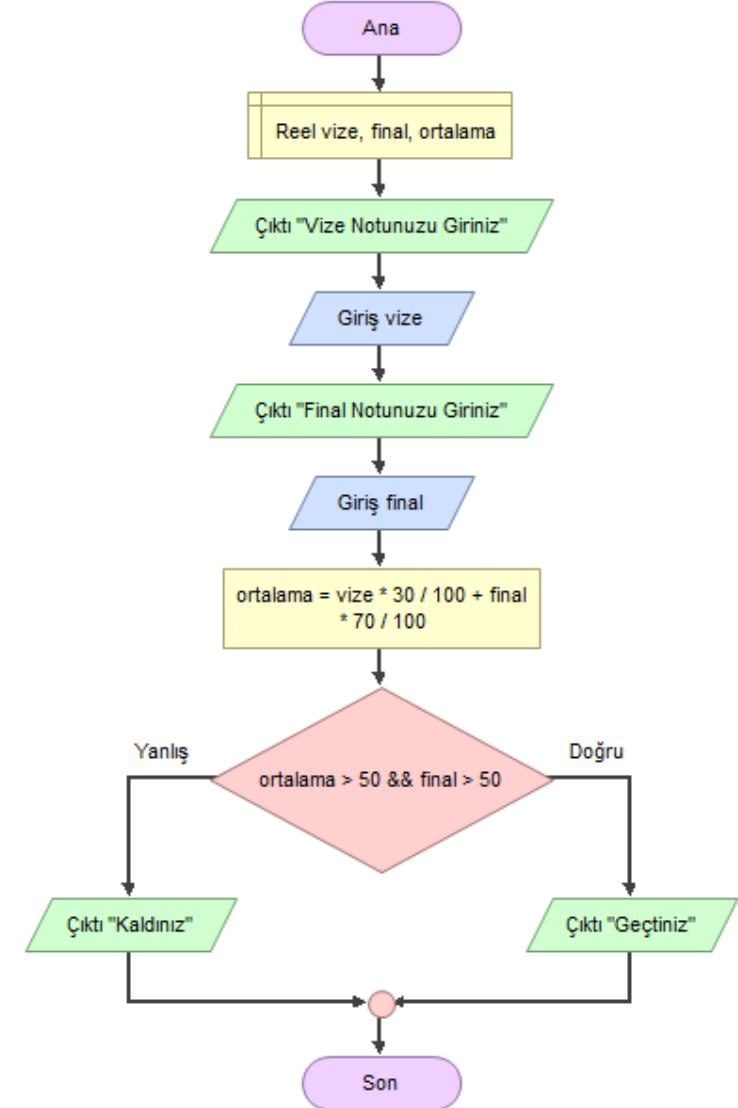 Ana
Reel vize, final, ortalama
Çıktı "Vize Notunuzu Giriniz"
Giriş vize
Çıktı "Final Notunuzu Giriniz"
Giriş final
ortalama = vize * 30 / 100 + final
* 70 / 100
Yanlış
Doğru
ortalama > 50 && final > 50
Çıktı "Kaldınız"
Çıktı "Geçtiniz"
Son